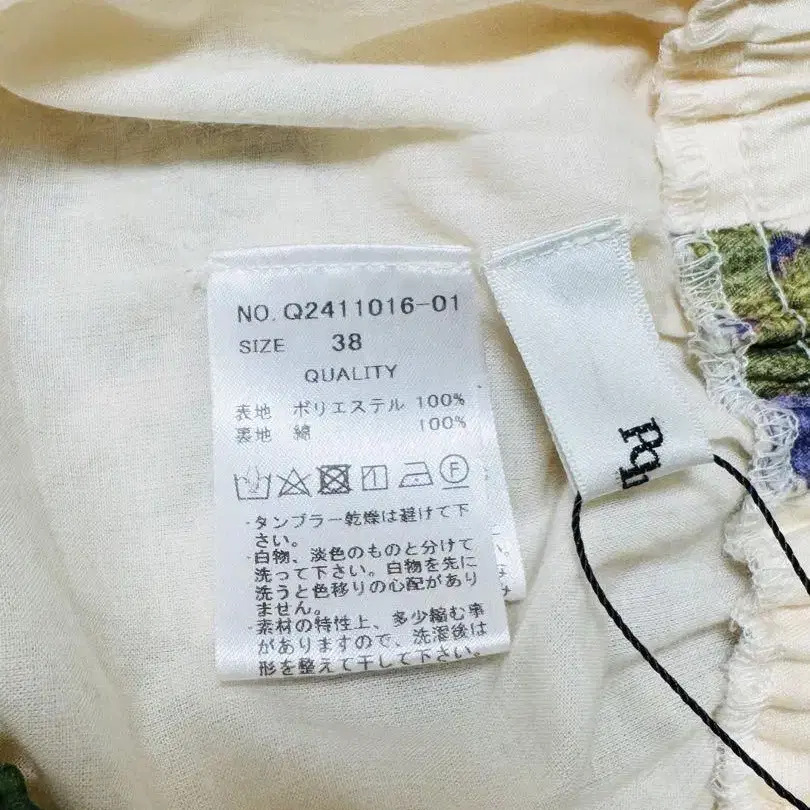 NO. Q2411016-01
SIZE 38
QUALITY
表地 ポリエステル 100%
裏地 綿 100%
F
・タンブラー乾燥は避けて下
さい。
・白物、淡色のものと分けて
洗って下さい。白物を先に
洗うと色移りの心配があり
ません。
・素材の特性上、多少縮む事
がありますので、洗濯後は
形を整えて干して下さい。